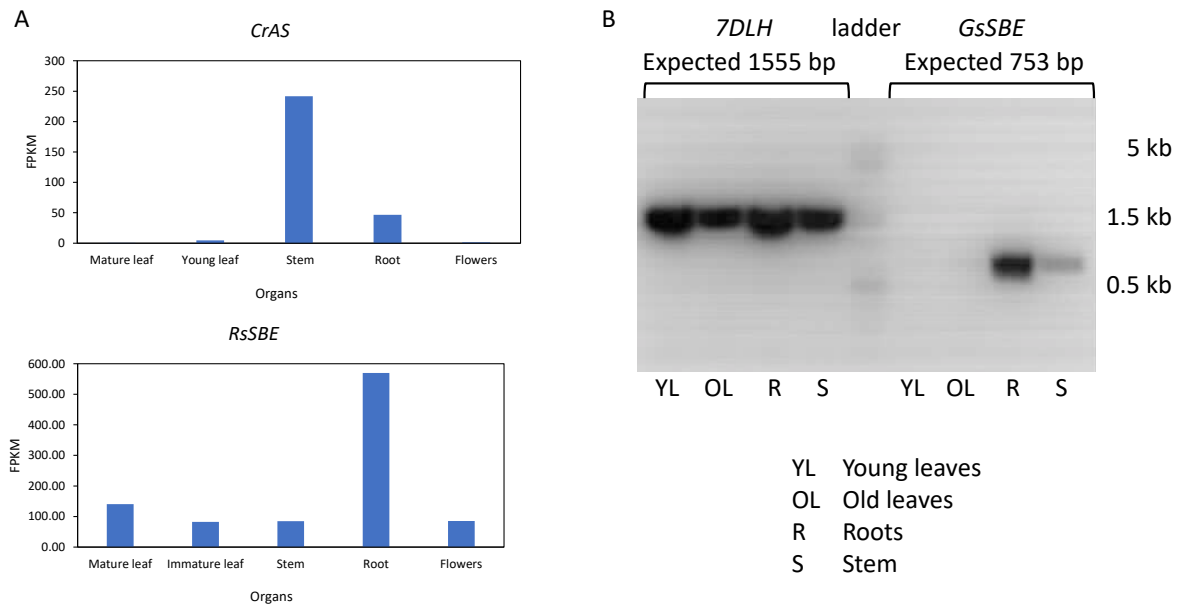 A
CrAS
300
250
200
150
100
50
0
FPKM
Mature leaf Young leaf Stem Root Flowers
Organs
RsSBE
600.00
500.00
400.00
300.00
200.00
100.00
0.00
FPKM
Mature leaf Immature leaf Stem Root Flowers
Organs
B
7DLH ladder GsSBE
Expected 1555 bp Expected 753 bp
5 kb
1.5 kb
0.5 kb
YL OL R S YL OL R S
YL Young leaves
OL Old leaves
R Roots
S Stem